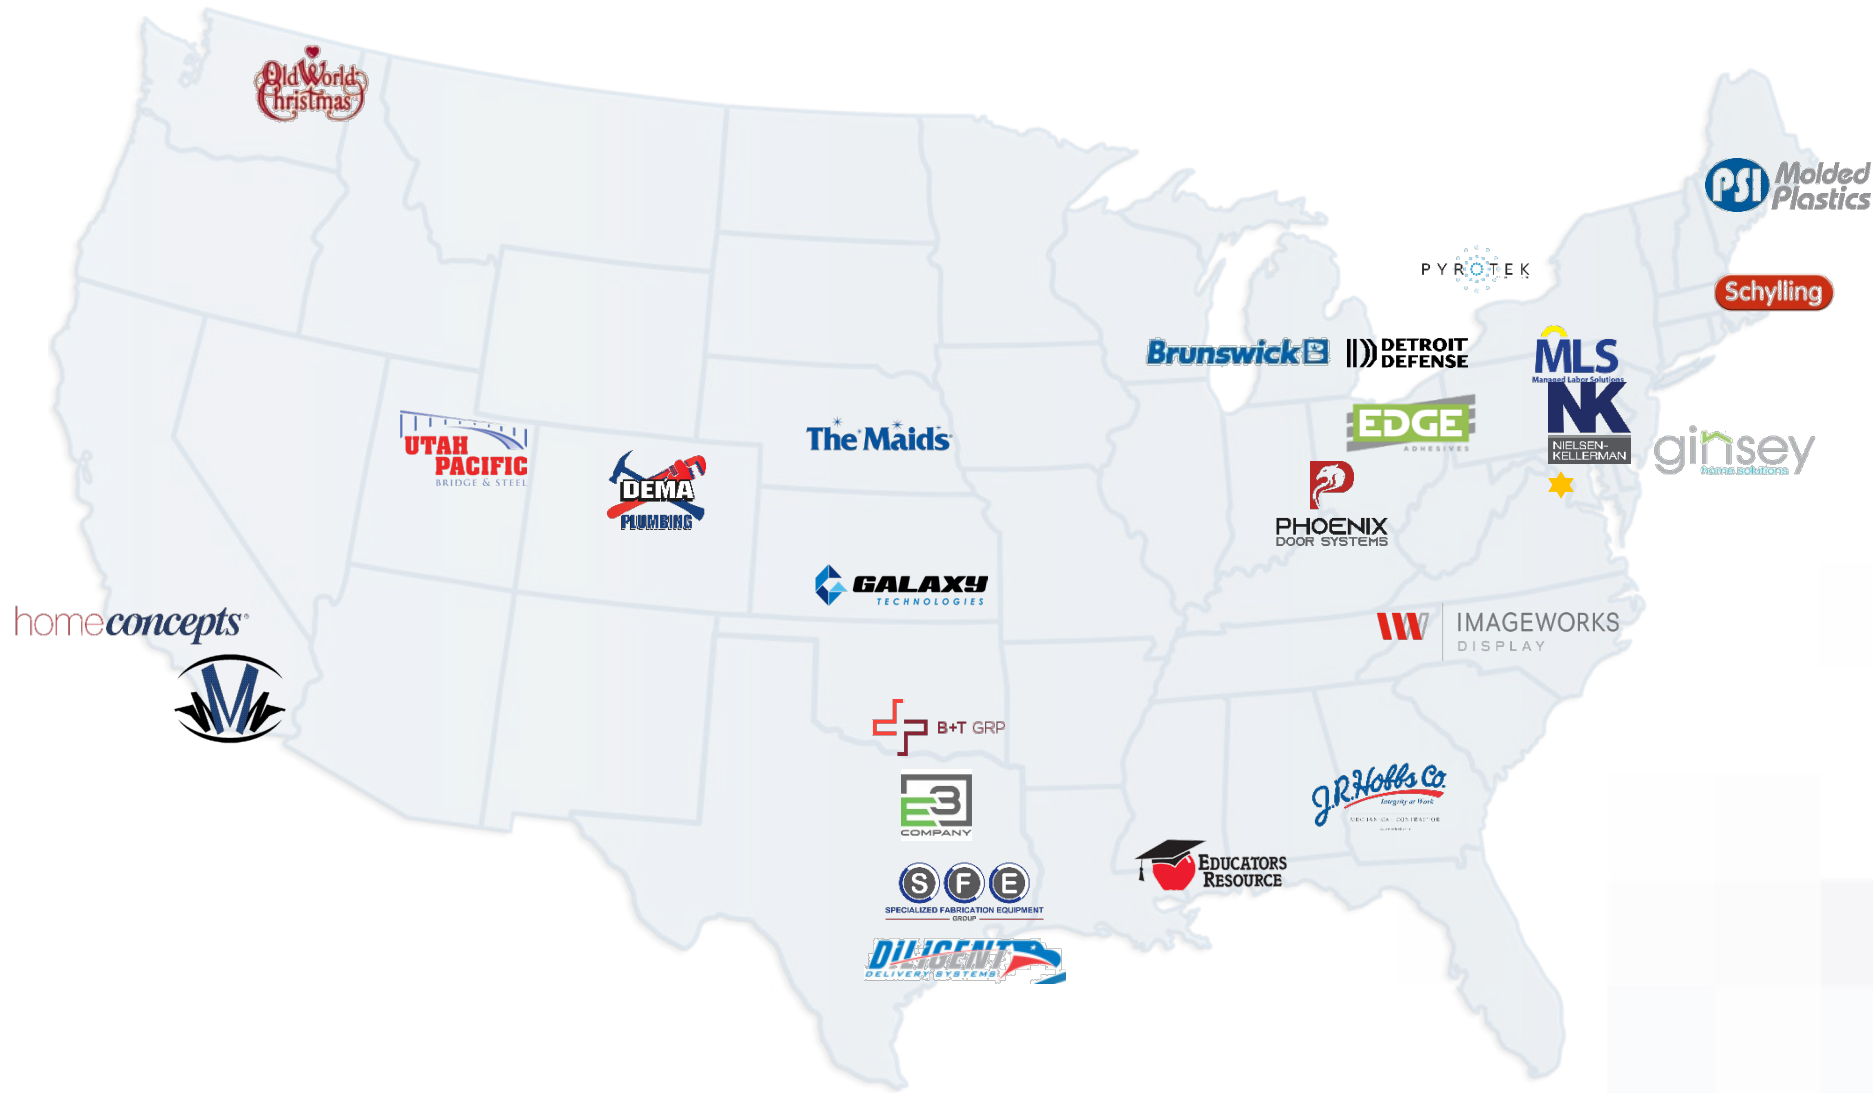 Old World
Christmas
PSI Molded
Plastics
PYROTEK
Schylling
Brunswick
DETROIT
DEFENSE
MLS
Managed Labor Solutions
NK
NIELSEN-
KELLERMAN
EDGE
ADHESIVES
ginsey
home solutions
The Maids
UTAH
PACIFIC
BRIDGE & STEEL
DEMA
PLUMBING
PHOENIX
DOOR SYSTEMS
GALAXY
TECHNOLOGIES
homeconcepts®
IMAGEWORKS
DISPLAY
M
B+T GRP
E3
COMPANY
J.R. Hobbs Co.
Integrity at Work
MECHANICAL CONTRACTOR
EDUCATORS
RESOURCE
S F E
SPECIALIZED FABRICATION EQUIPMENT
GROUP
DILIGENT
DELIVERY SYSTEMS